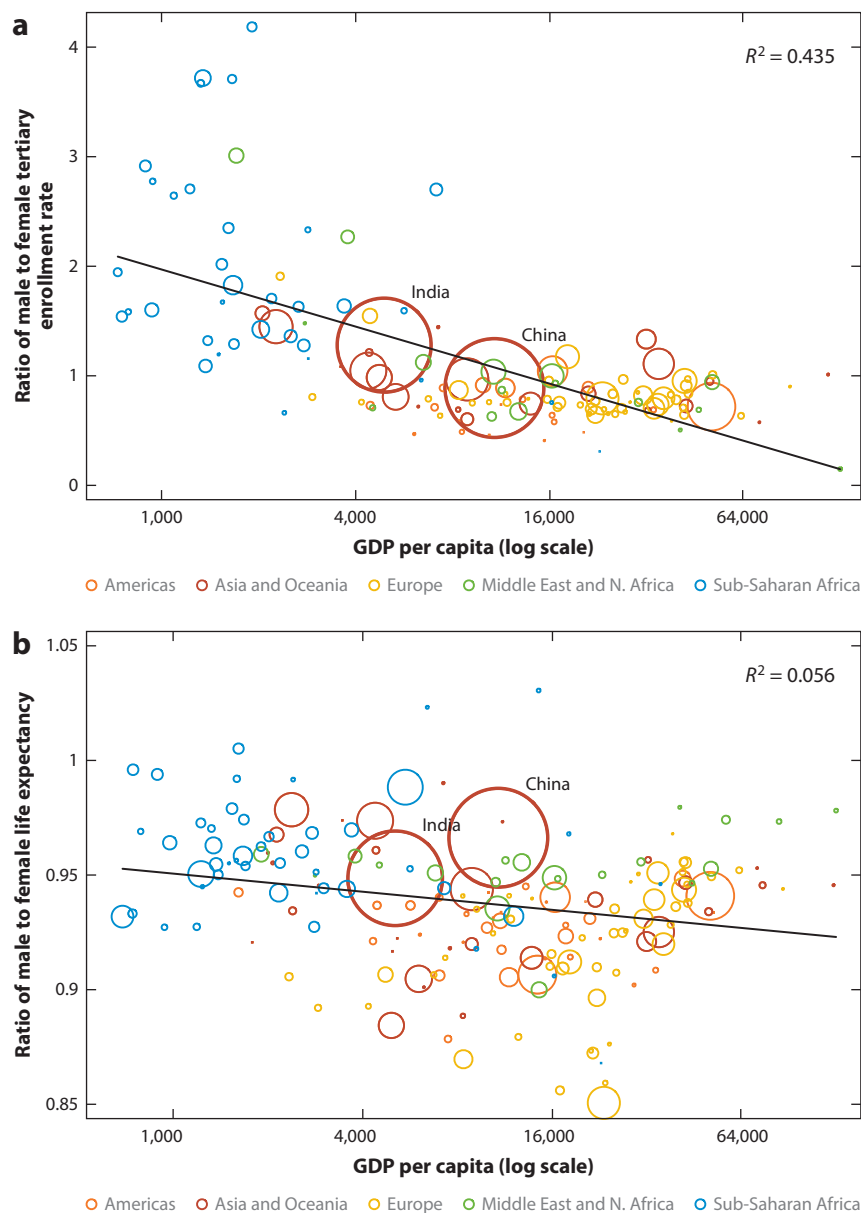 a
R² = 0.435
4
3
2
1
0
Ratio of male to female tertiary
enrollment rate
India
China
1,000
4,000
16,000
64,000
GDP per capita (log scale)
Americas
Asia and Oceania
Europe
Middle East and N. Africa
Sub-Saharan Africa
b
R² = 0.056
1.05
1
0.95
0.9
0.85
Ratio of male to female life expectancy
China
India
1,000
4,000
16,000
64,000
GDP per capita (log scale)
Americas
Asia and Oceania
Europe
Middle East and N. Africa
Sub-Saharan Africa